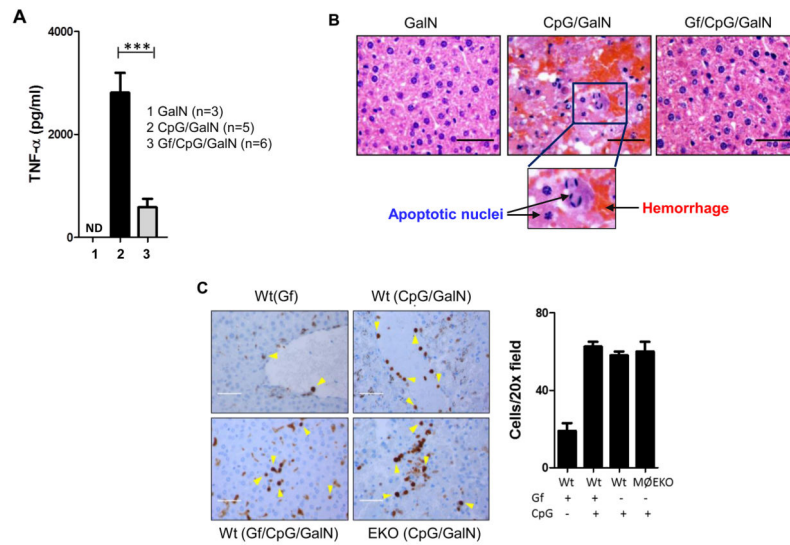 A
TNF-α (pg/ml)
4000
2000
0
***
ND
1 2 3
1 GalN (n=3)
2 CpG/GalN (n=5)
3 Gf/CpG/GalN (n=6)
B
GalN CpG/GalN Gf/CpG/GalN
Apoptotic nuclei
Hemorrhage
C
Wt(Gf) Wt (CpG/GalN)
Wt (Gf/CpG/GalN) EKO (CpG/GalN)
Cells/20x field
80
40
0
Wt Wt Wt MØEKO
Gf + + - -
CpG - + + +